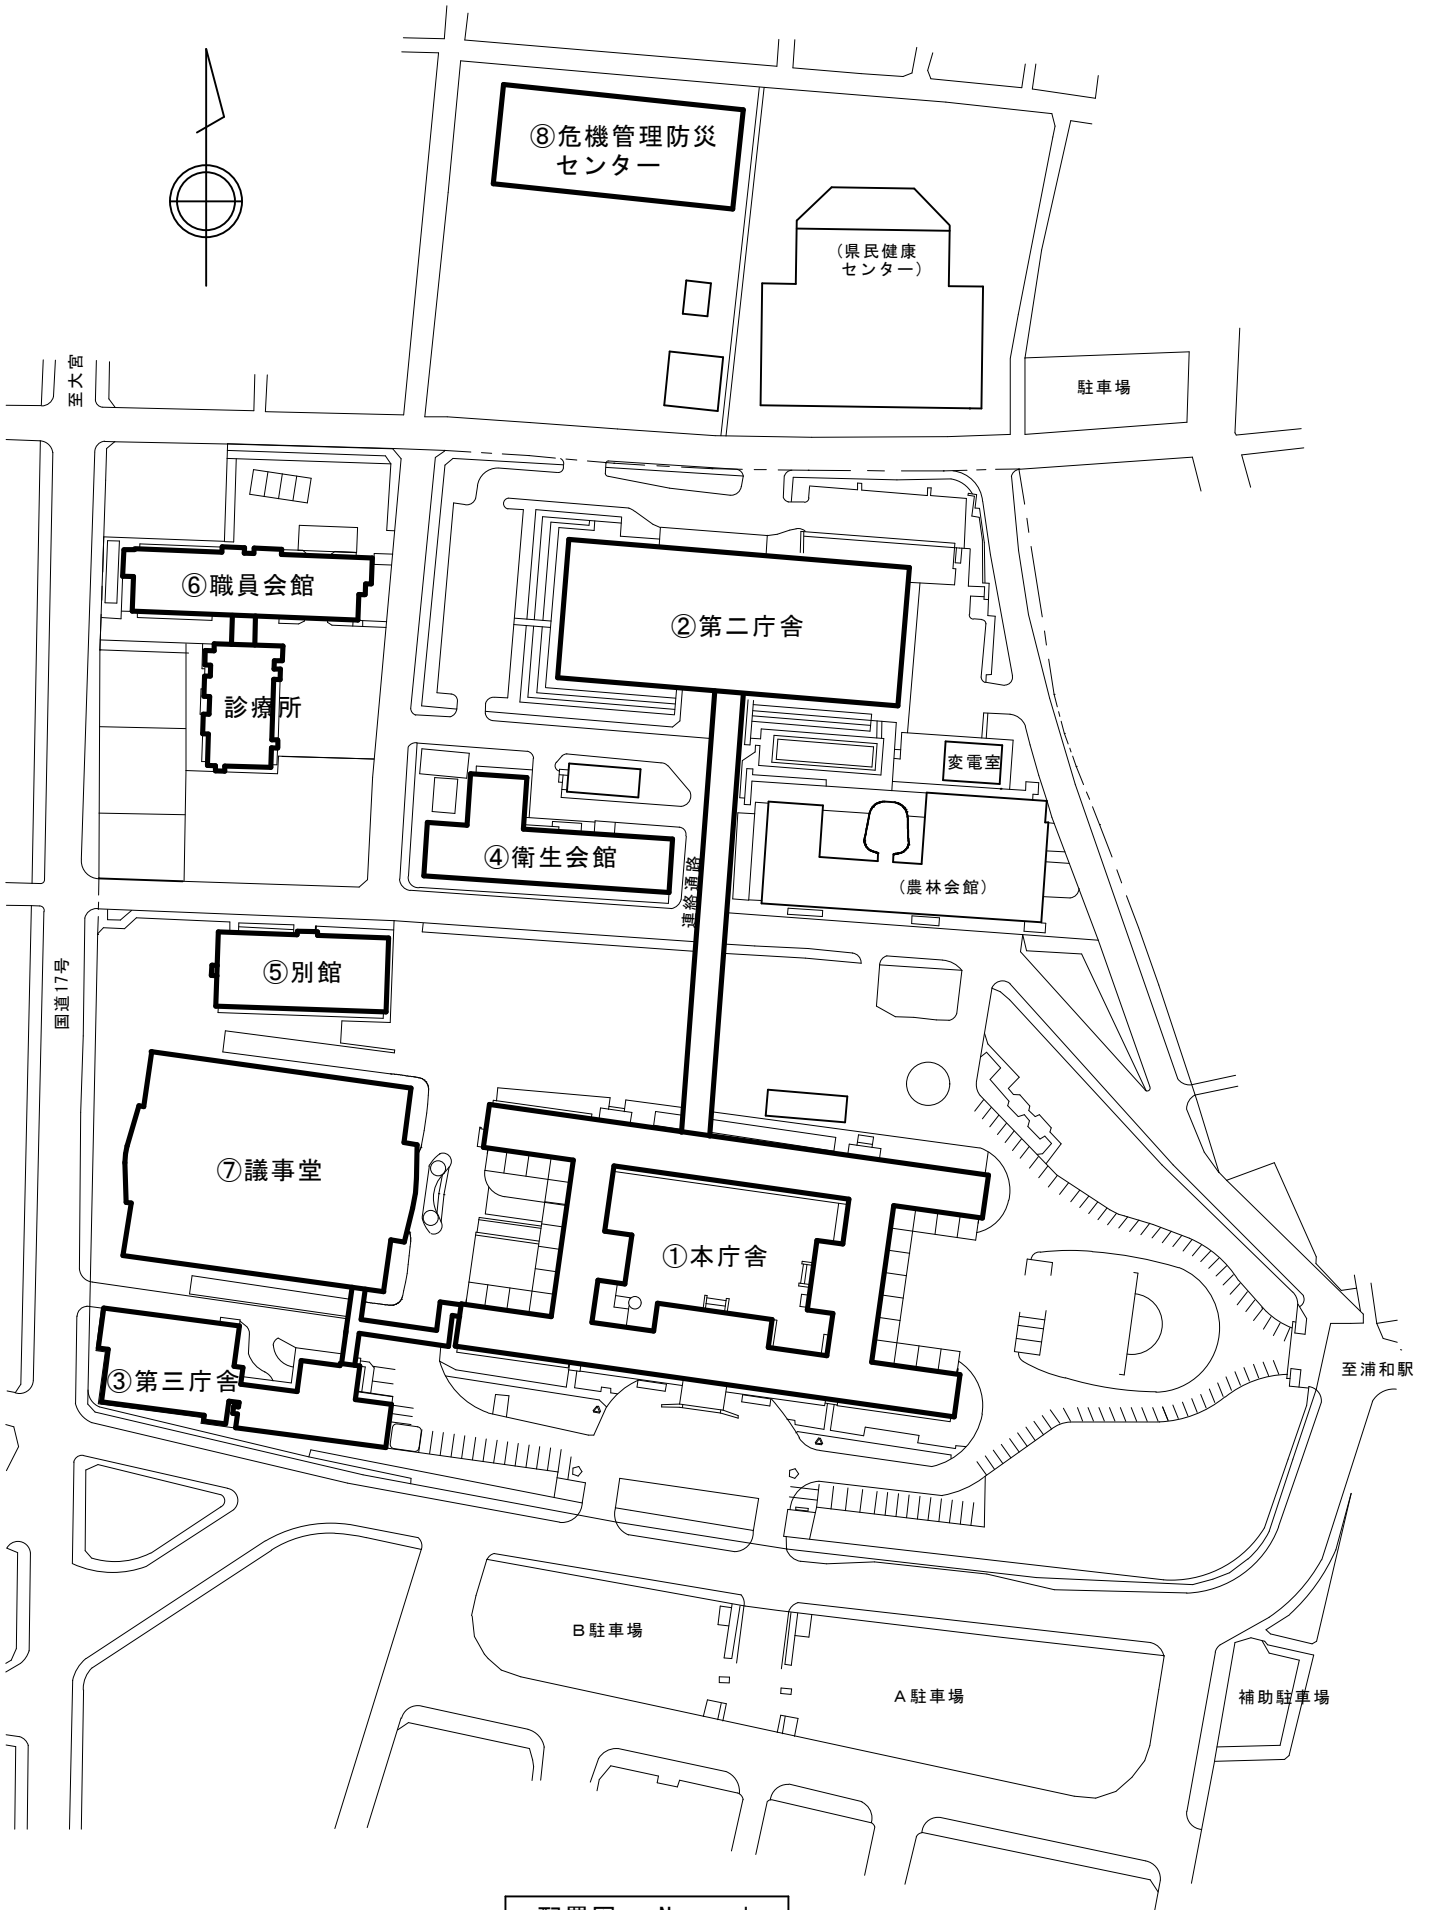 ⑧危機管理防災
センター
(県民健康
センター)
至大宮
駐車場
⑥職員会館
②第二庁舎
診療所
変電室
④衛生会館
連絡通路
(農林会館)
⑤別館
国道17号
⑦議事堂
①本庁舎
③第三庁舎
至浦和駅
B駐車場
A駐車場
補助駐車場